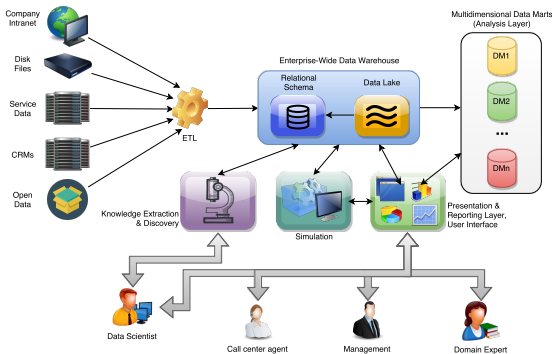 Company
Intranet
Disk
Files
Service
Data
CRMs
Open
Data
ETL
Enterprise-Wide Data Warehouse
Relational
Schema
Data Lake
Multidimensional Data Marts
(Analysis Layer)
DM1
DM2
...
DMn
Knowledge Extraction
& Discovery
Simulation
Presentation &
Reporting Layer,
User Interface
Data Scientist
Call center agent
Management
Domain Expert